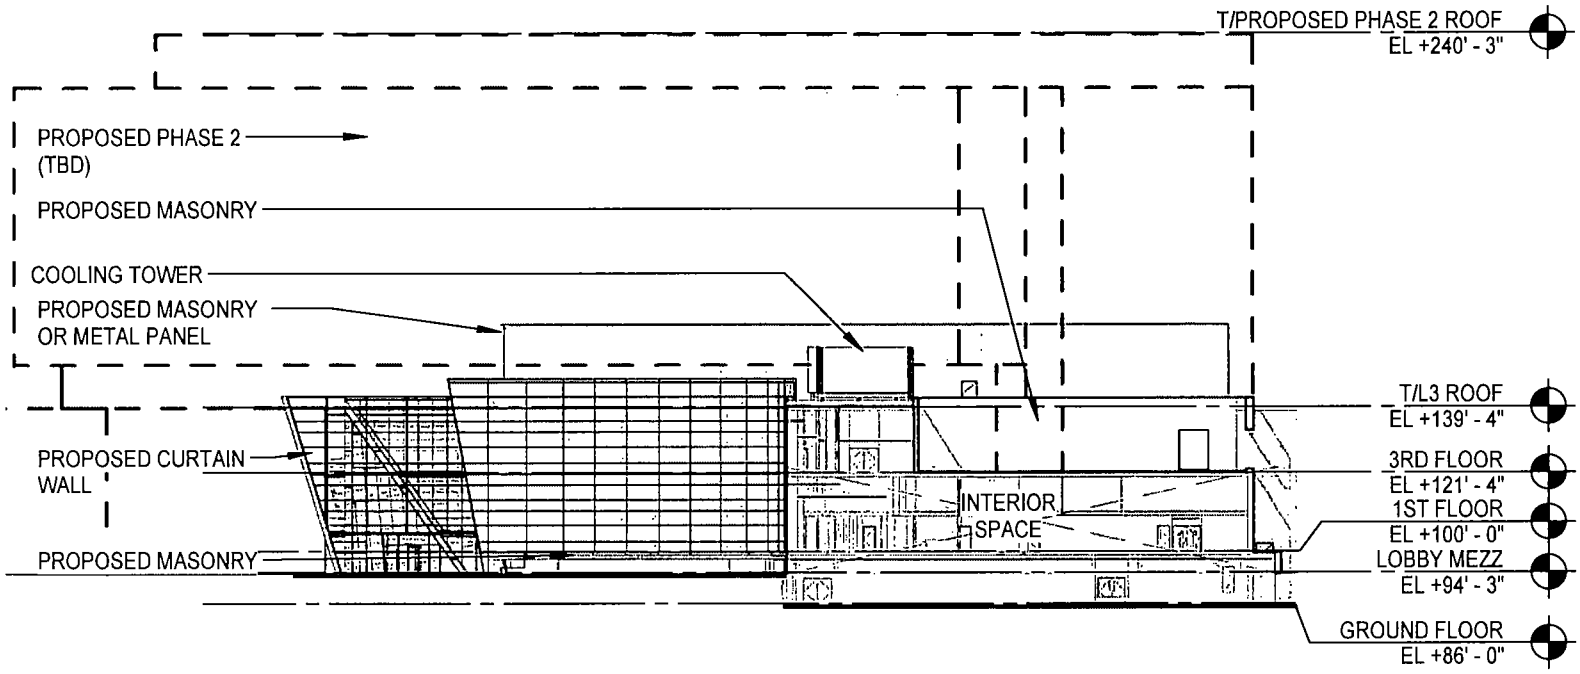 T/PROPOSED PHASE 2 ROOF
EL +240' - 3"
PROPOSED PHASE 2
(TBD)
PROPOSED MASONRY
COOLING TOWER
PROPOSED MASONRY
OR METAL PANEL
T/L3 ROOF
EL +139' - 4"
PROPOSED CURTAIN
WALL
3RD FLOOR
EL +121' - 4"
INTERIOR
SPACE
1ST FLOOR
EL +100' - 0"
PROPOSED MASONRY
LOBBY MEZZ
EL +94' - 3"
GROUND FLOOR
EL +86' - 0"